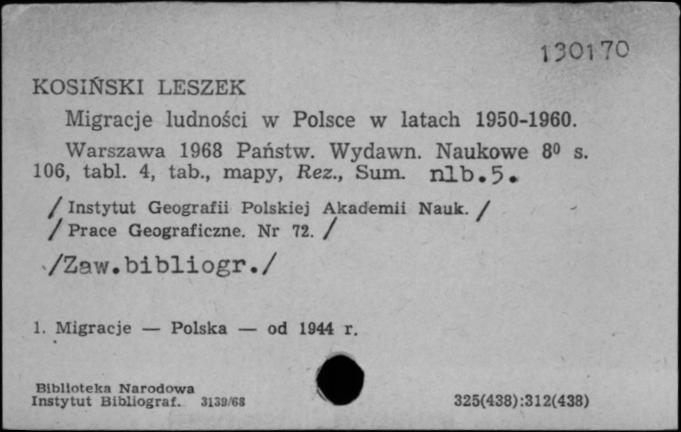 130170
KOSIŃSKI LESZEK
Migracje ludności w Polsce w latach 1950-1960.
Warszawa 1968 Państw. Wydawn. Naukowe 8⁰ s.
106, tabl. 4, tab., mapy, Rez., Sum. nlb.5.
/ Instytut Geografii Polskiej Akademii Nauk. /
/ Prace Geograficzne. Nr 72. /
/Zaw.bibliogr./
1. Migracje — Polska — od 1944 r.
Biblioteka Narodowa
Instytut Bibliograf. 3139/68 325(438):312(438)